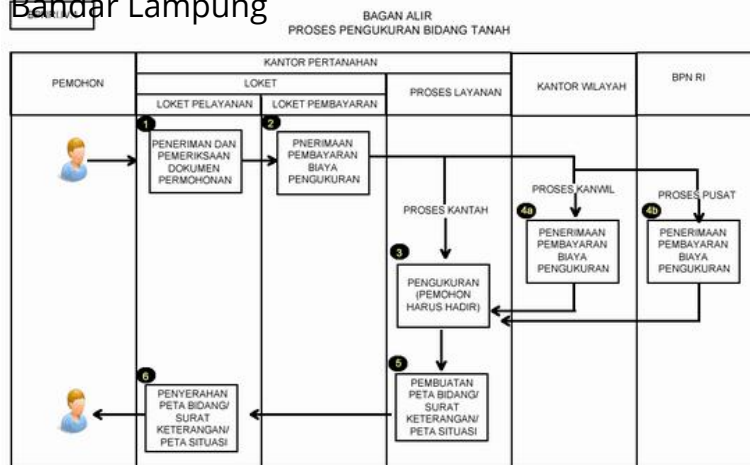 Bandar Lampung
BAGAN ALIR
PROSES PENGUKURAN BIDANG TANAH
PEMOHON
KANTOR PERTANAHAN
LOKET
LOKET PELAYANAN
LOKET PEMBAYARAN
PROSES LAYANAN
KANTOR WILAYAH
BPN RI
1
PENERIMAN DAN
PEMERIKSAAN
DOKUMEN
PERMOHONAN
2
PNERIMAAN
PEMBAYARAN
BIAYA
PENGUKURAN
PROSES KANTAH
PROSES KANWIL
PROSES PUSAT
3
PENGUKURAN
(PEMOHON
HARUS HADIR)
4a
PENERIMAAN
PEMBAYARAN
BIAYA
PENGUKURAN
4b
PENERIMAAN
PEMBAYARAN
BIAYA
PENGUKURAN
5
PEMBUATAN
PETA BIDANG/
SURAT
KETERANGAN/
PETA SITUASI
6
PENYERAHAN
PETA BIDANG/
SURAT
KETERANGAN/
PETA SITUASI